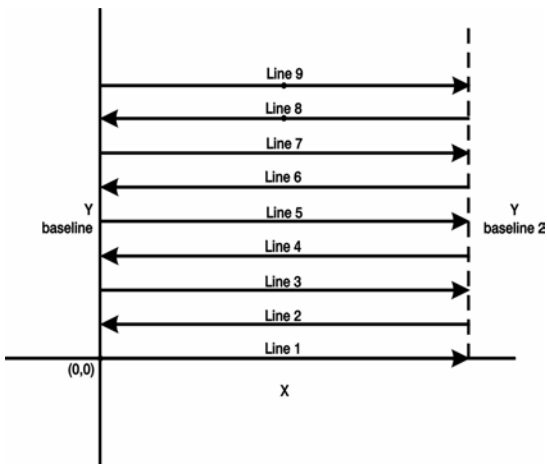 Line 9
Line 8
Line 7
Line 6
Y
baseline
Line 5
Y
baseline 2
Line 4
Line 3
Line 2
Line 1
(0,0)
X